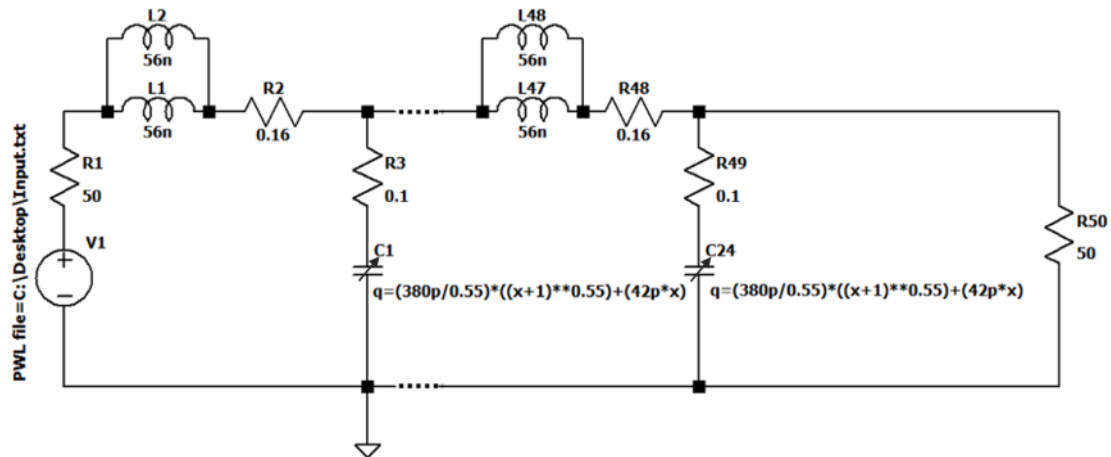 L2
56n
L1
56n
R2
0.16
L48
56n
L47
56n
R48
0.16
R1
50
R3
0.1
R49
0.1
R50
50
V1
PWL file=C:\Desktop\Input.txt
C1
q=(380p/0.55)*((x+1)**0.55)+(42p*x)
C24
q=(380p/0.55)*((x+1)**0.55)+(42p*x)